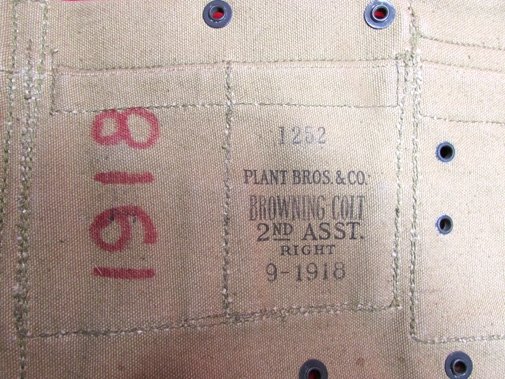 1918
1252
PLANT BROS. & CO.
BROWNING COLT
2ND ASST.
RIGHT
9-1918